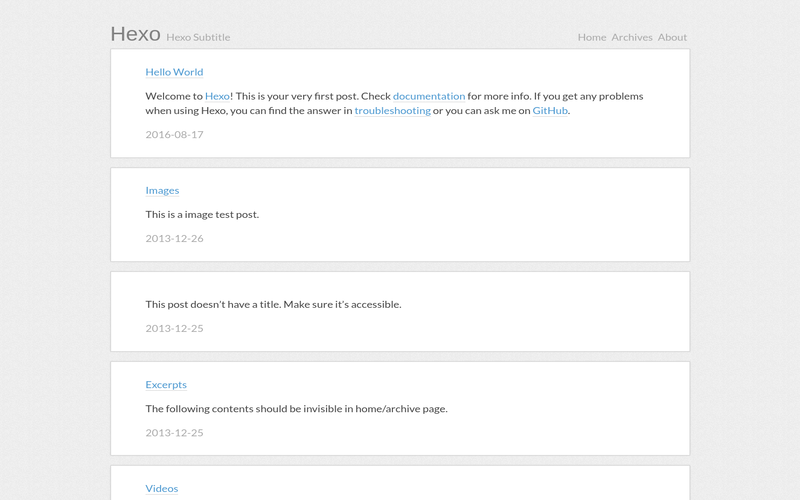 Hexo Hexo Subtitle Home Archives About
Hello World
Welcome to Hexo! This is your very first post. Check documentation for more info. If you get any problems
when using Hexo, you can find the answer in troubleshooting or you can ask me on GitHub.
2016-08-17
Images
This is a image test post.
2013-12-26
This post doesn't have a title. Make sure it's accessible.
2013-12-25
Excerpts
The following contents should be invisible in home/archive page.
2013-12-25
Videos